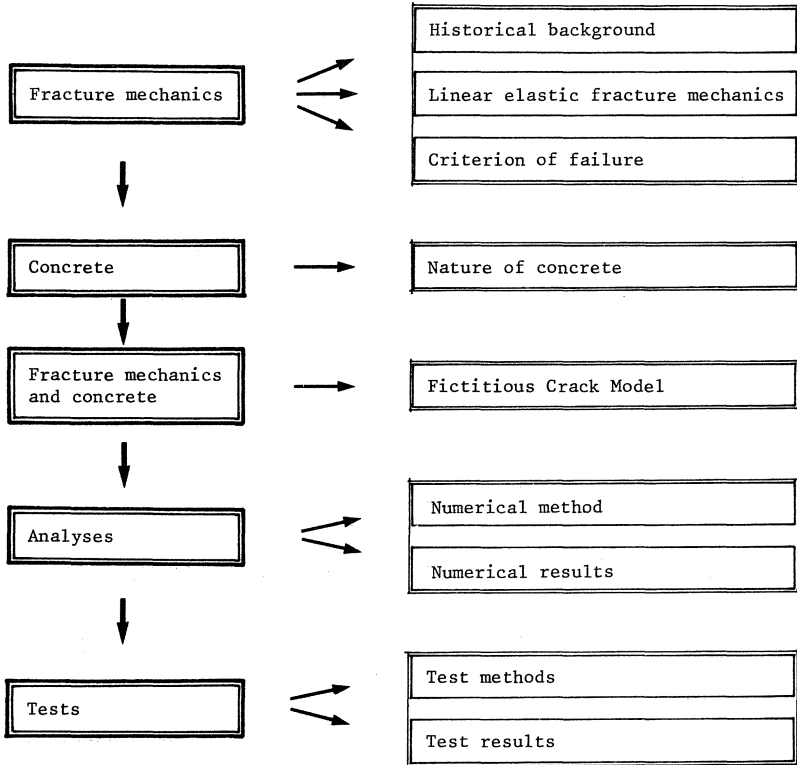 Historical background
Fracture mechanics
Linear elastic fracture mechanics
Criterion of failure
Concrete
Nature of concrete
Fracture mechanics
and concrete
Fictitious Crack Model
Analyses
Numerical method
Numerical results
Tests
Test methods
Test results